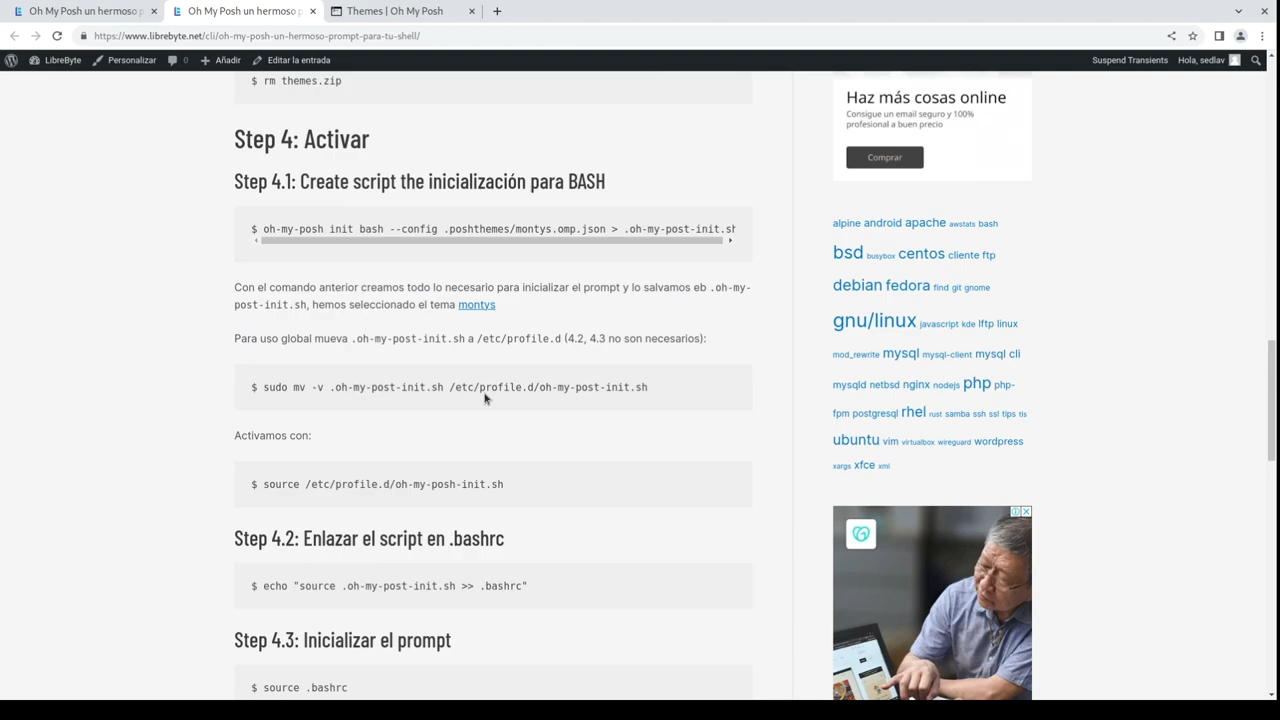 Oh My Posh un hermoso p
Oh My Posh un hermoso p
Themes | Oh My Posh
https://www.librebyte.net/cli/oh-my-posh-un-hermoso-prompt-para-tu-shell/
LibreByte
Personalizar
0
Añadir
Editar la entrada
Suspend Transients
Hola, sedlav
$ rm themes.zip
Step 4: Activar
Step 4.1: Create script the inicialización para BASH
$ oh-my-posh init bash --config .poshthemes/montys.omp.json > .oh-my-post-init.sh
Con el comando anterior creamos todo lo necesario para inicializar el prompt y lo salvamos eb .oh-my-
post-init.sh, hemos seleccionado el tema montys
Para uso global mueva .oh-my-post-init.sh a /etc/profile.d (4.2, 4.3 no son necesarios):
$ sudo mv -v .oh-my-post-init.sh /etc/profile.d/oh-my-post-init.sh
Activamos con:
$ source /etc/profile.d/oh-my-posh-init.sh
Step 4.2: Enlazar el script en .bashrc
$ echo "source .oh-my-post-init.sh >> .bashrc"
Step 4.3: Inicializar el prompt
$ source .bashrc
Haz más cosas online
Consigue un email seguro y 100%
profesional a buen precio
Comprar
alpine android apache awstats bash
bsd busybox centos cliente ftp
debian fedora find git gnome
gnu/linux javascript kde lftp linux
mod_rewrite mysql mysql-client mysql cli
mysqld netbsd nginx nodejs php php-
fpm postgresql rhel rust samba ssh ssl tips tls
ubuntu vim virtualbox wireguard wordpress
xargs xfce xml